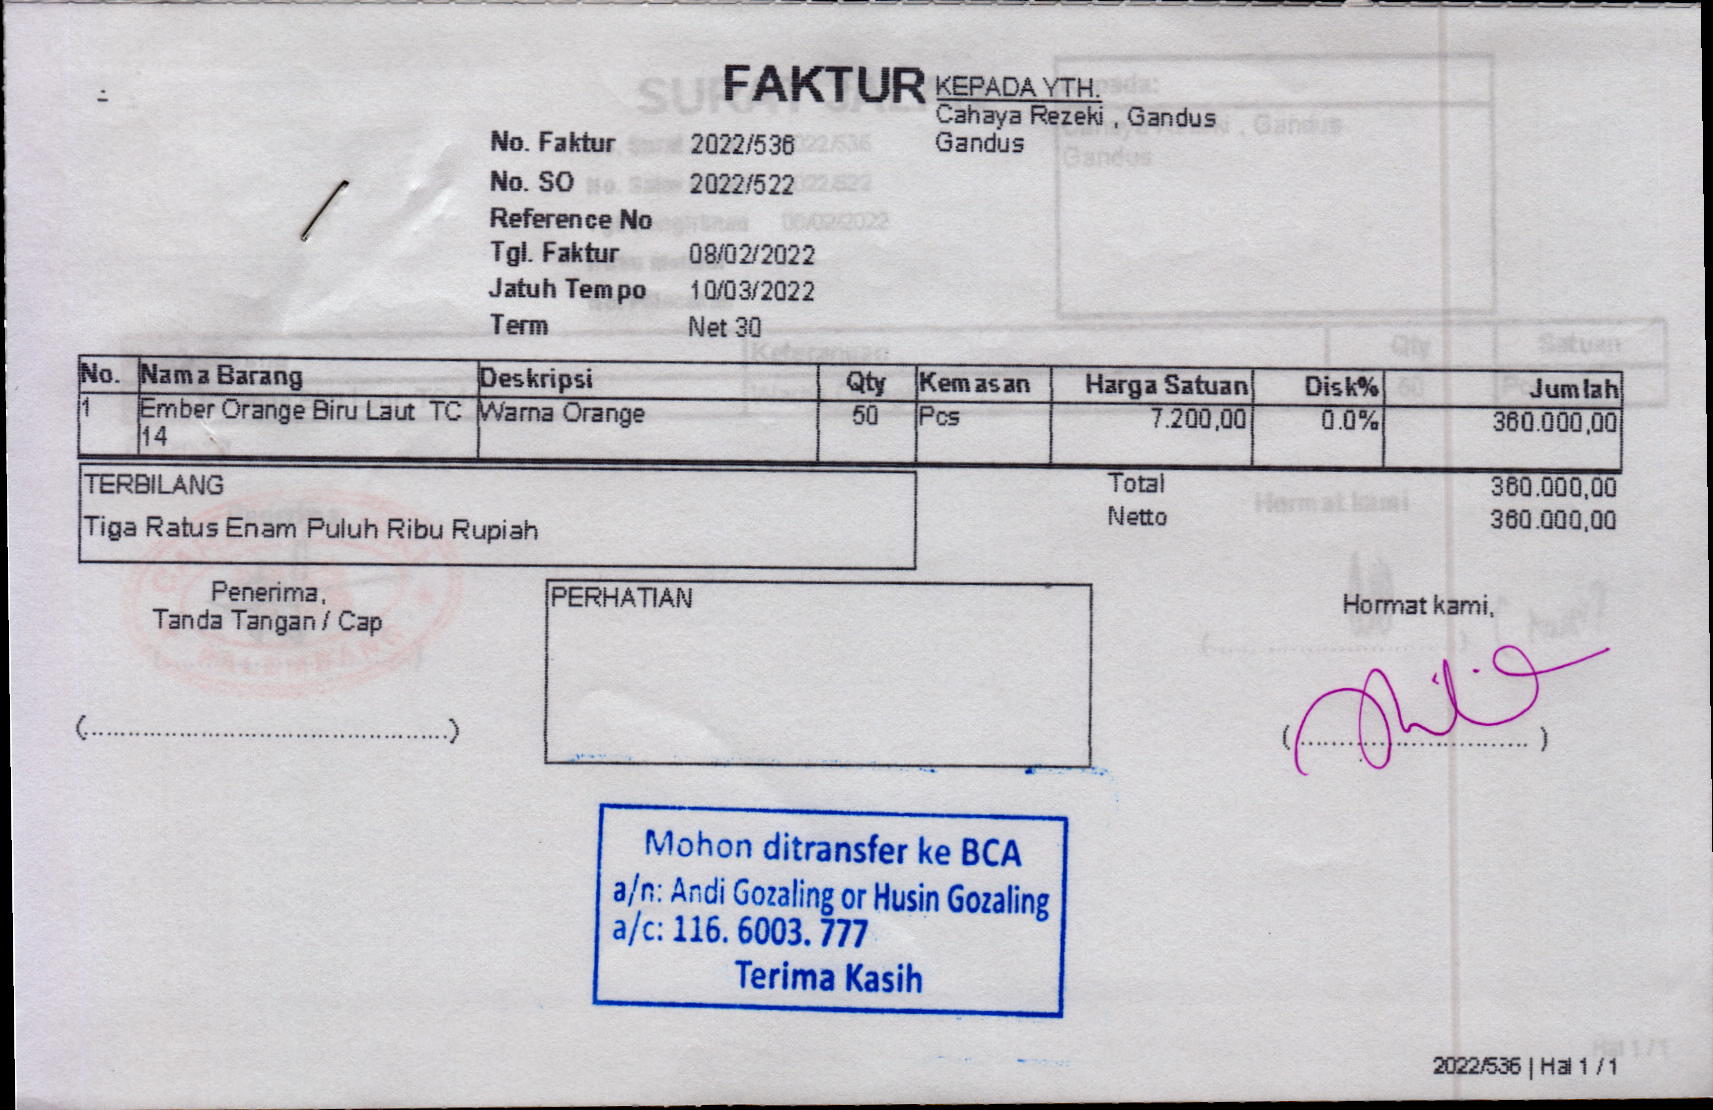 FAKTUR
KEPADA YTH.
Cahaya Rezeki , Gandus
Gandus
No. Faktur 2022/536
No. SO 2022/522
Reference No
Tgl. Faktur 08/02/2022
Jatuh Tempo 10/03/2022
Term Net 30
No. Nama Barang Deskripsi Qty Kemasan Harga Satuan Disk% Jumlah
1 Ember Orange Biru Laut TC 14 Warna Orange 50 Pcs 7.200,00 0.0% 360.000,00
TERBILANG
Tiga Ratus Enam Puluh Ribu Rupiah
Total 360.000,00
Netto 360.000,00
Penerima,
Tanda Tangan / Cap
(................................................)
PERHATIAN
Hormat kami,
(.............................. )
Mohon ditransfer ke BCA
a/n: Andi Gozaling or Husin Gozaling
a/c: 116. 6003. 777
Terima Kasih
2022/536 | Hal 1 / 1